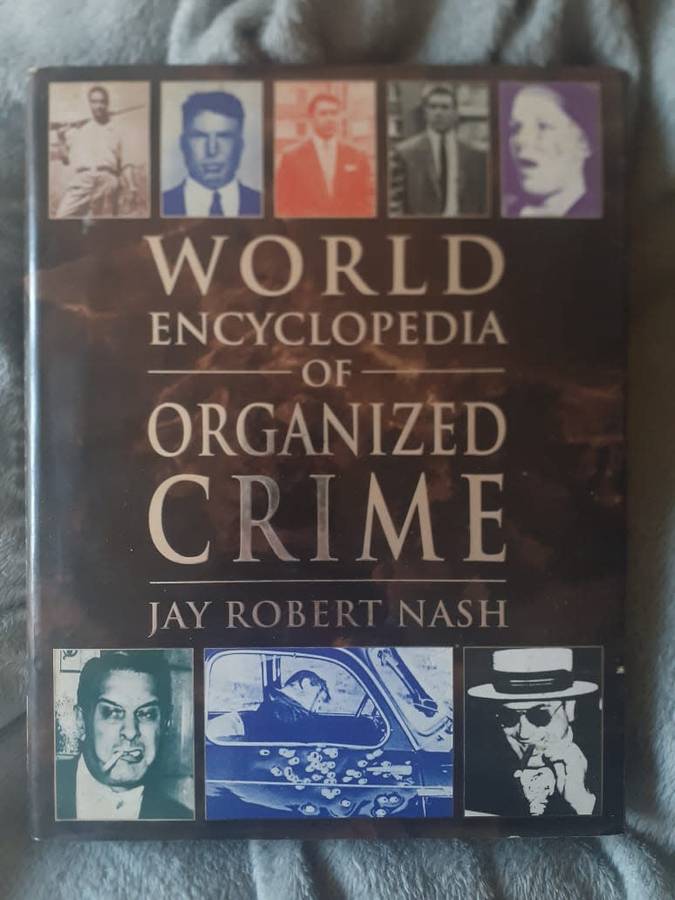 WORLD
ENCYCLOPEDIA
OF
ORGANIZED
CRIME
JAY ROBERT NASH